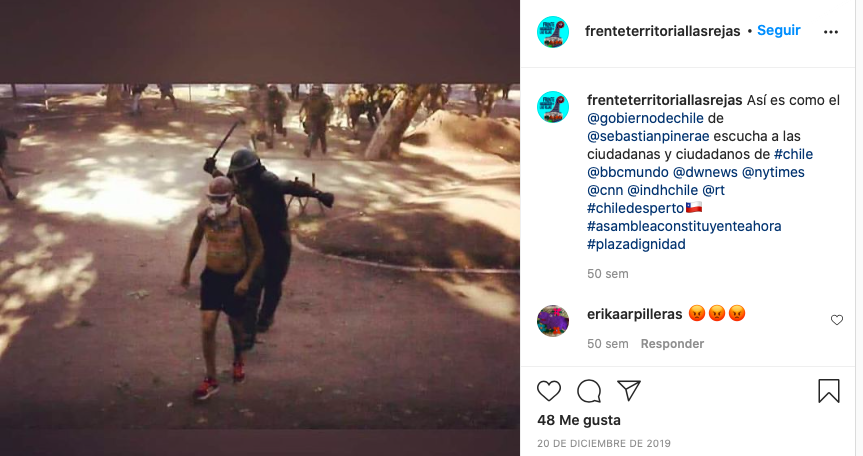 frenteterritoriallasrejas • Seguir
frenteterritoriallasrejas Así es como el
@gobiernodechile de
@sebastianpinerae escucha a las
ciudadanas y ciudadanos de #chile
@bbcmundo @dwnews @nytimes
@cnn @indhchile @rt
#chiledesperto🇨🇱
#asambleaconstituyenteahora
#plazadignidad
50 sem
erikaarpilleras 😡😡😡
50 sem Responder
48 Me gusta
20 DE DICIEMBRE DE 2019